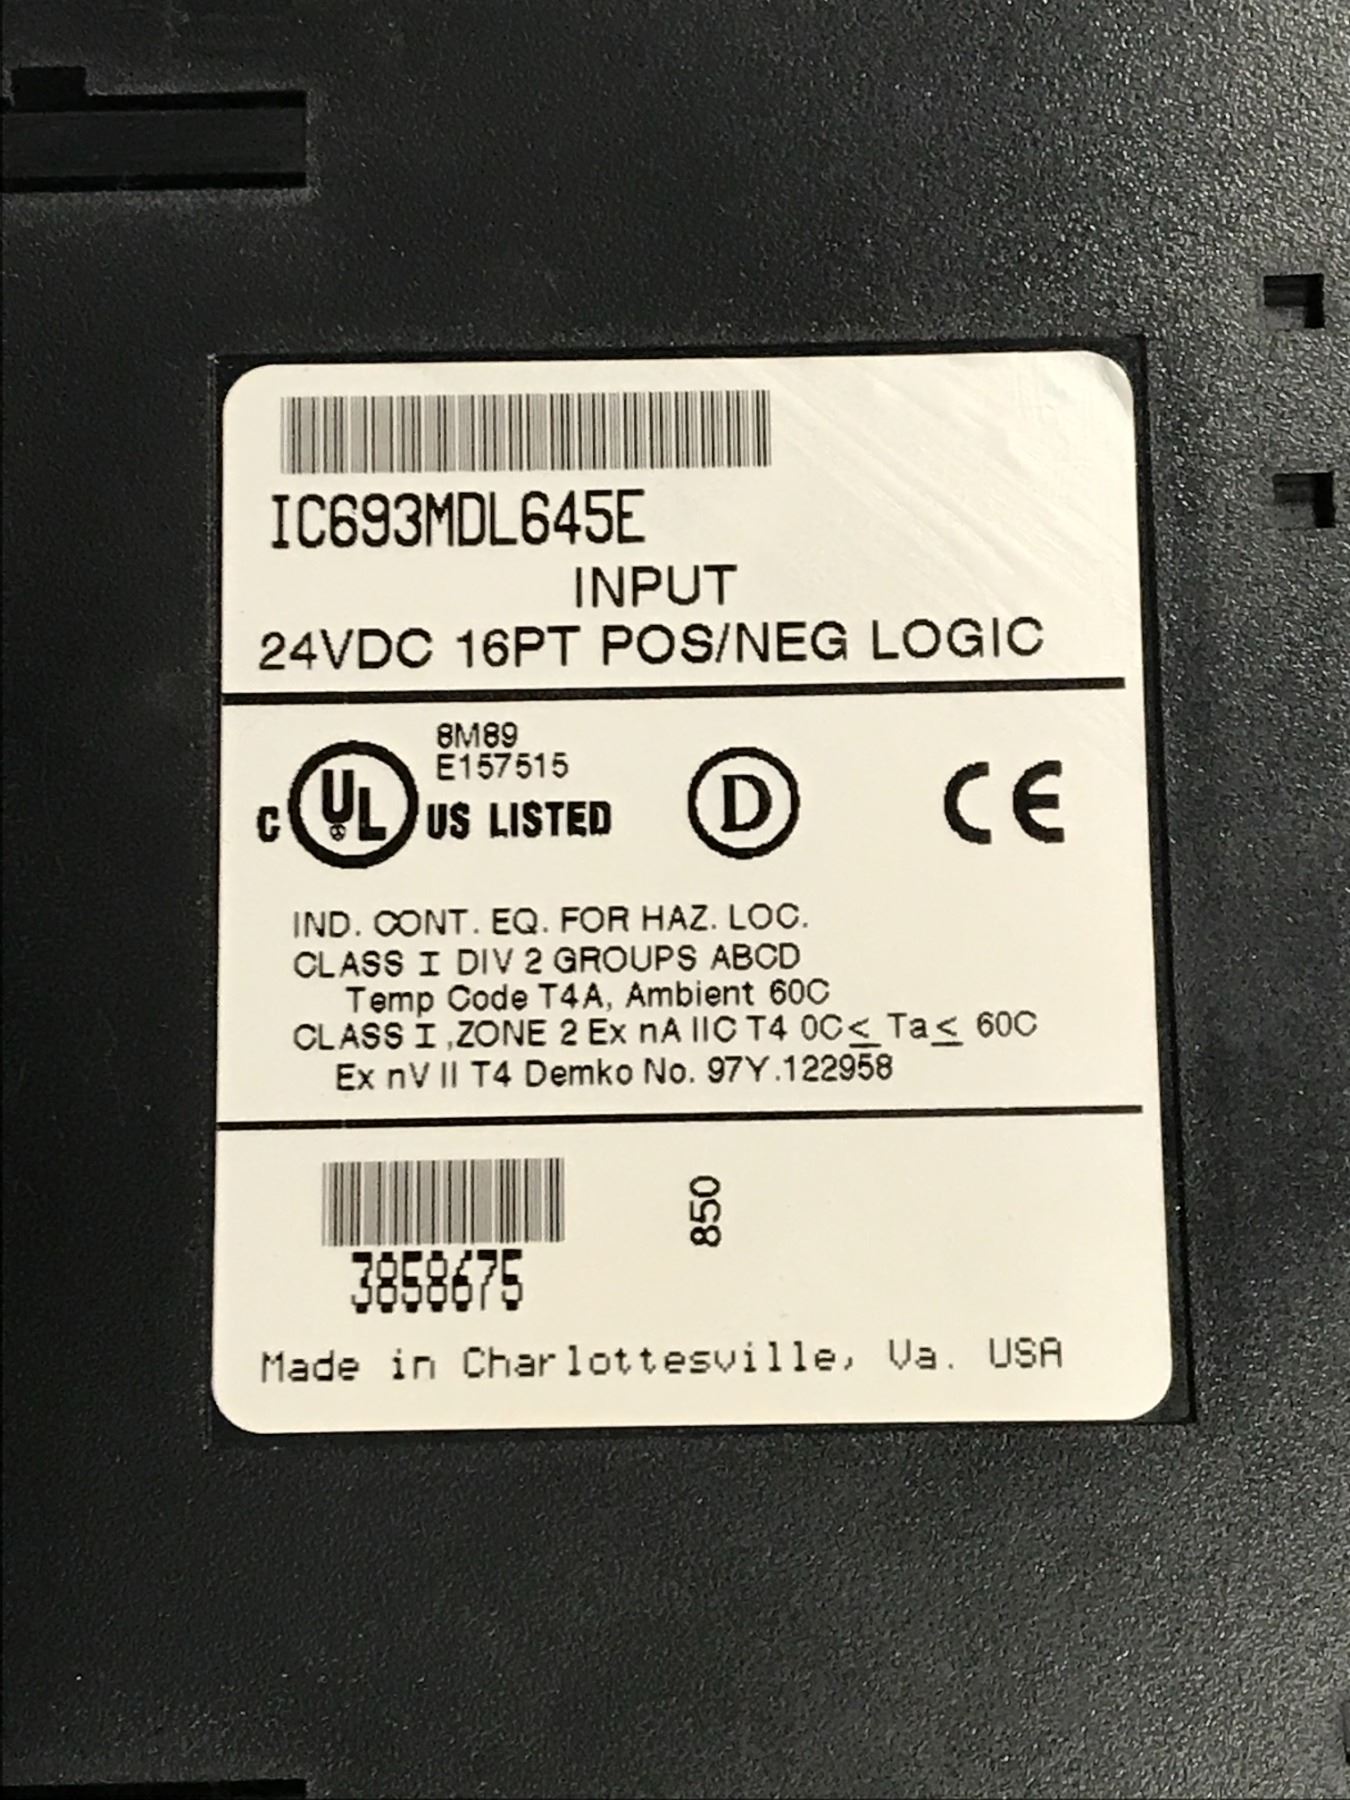 IC693MDL645E
INPUT
24VDC 16PT POS/NEG LOGIC
8M89
E157515
C UL US LISTED
D
CE
IND. CONT. EQ. FOR HAZ. LOC.
CLASS I DIV 2 GROUPS ABCD
Temp Code T4A, Ambient 60C
CLASS I ,ZONE 2 Ex nA IIC T4 0C≤ Ta≤ 60C
Ex nV II T4 Demko No. 97Y.122958
850
3858675
Made in Charlottesville, Va. USA